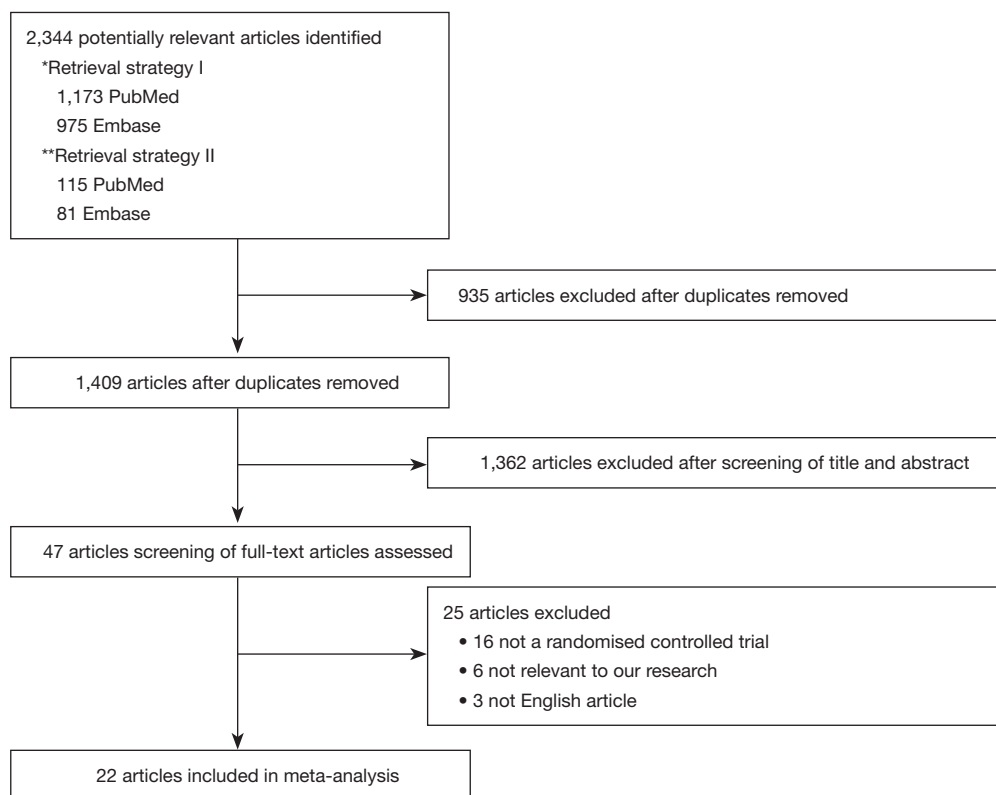 2,344 potentially relevant articles identified
*Retrieval strategy I
1,173 PubMed
975 Embase
**Retrieval strategy II
115 PubMed
81 Embase
935 articles excluded after duplicates removed
1,409 articles after duplicates removed
1,362 articles excluded after screening of title and abstract
47 articles screening of full-text articles assessed
25 articles excluded
• 16 not a randomised controlled trial
• 6 not relevant to our research
• 3 not English article
22 articles included in meta-analysis